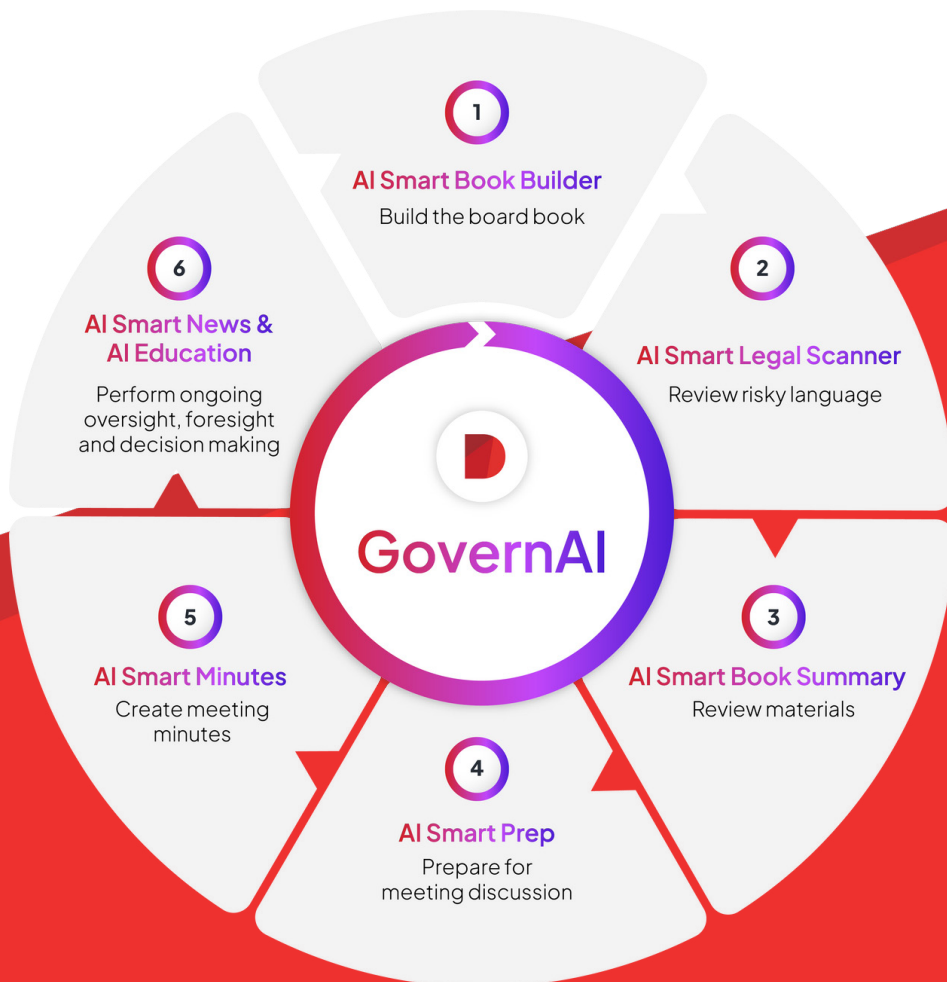 1
AI Smart Book Builder
Build the board book
2
AI Smart Legal Scanner
Review risky language
3
AI Smart Book Summary
Review materials
4
AI Smart Prep
Prepare for
meeting discussion
5
AI Smart Minutes
Create meeting
minutes
6
AI Smart News &
AI Education
Perform ongoing
oversight, foresight
and decision making
D
GovernAI